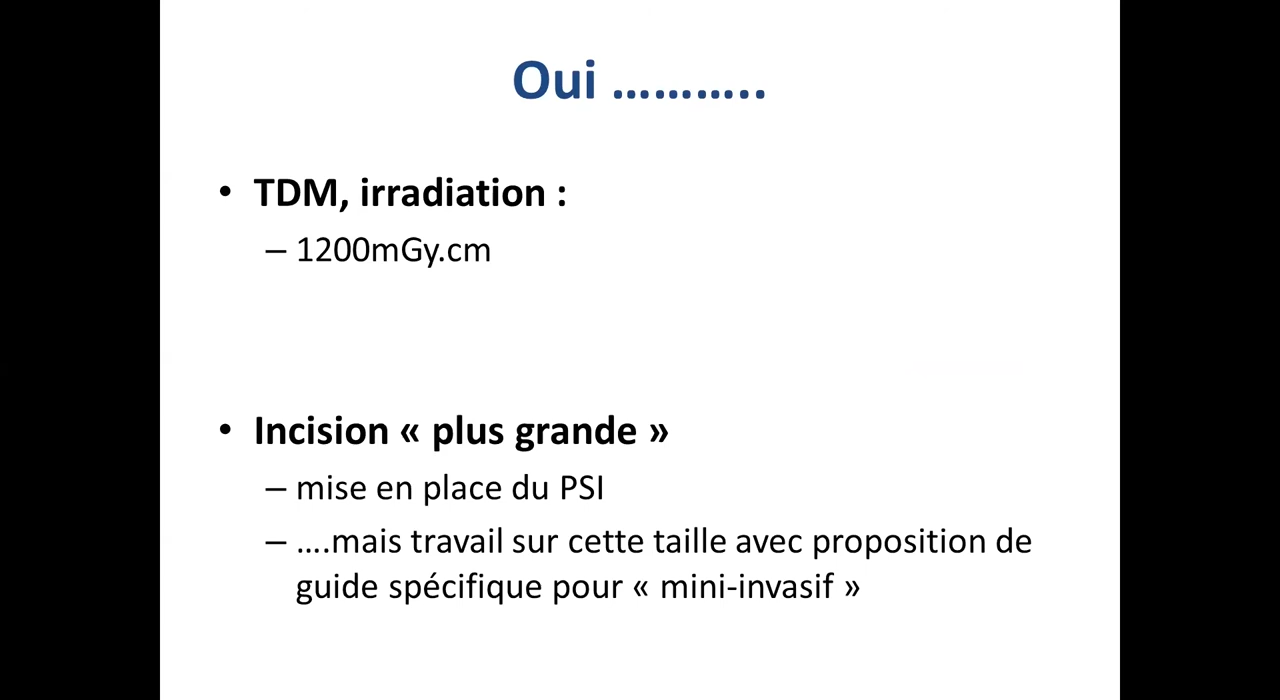 Oui ………..
• TDM, irradiation :
– 1200mGy.cm
• Incision « plus grande »
– mise en place du PSI
– ….mais travail sur cette taille avec proposition de
guide spécifique pour « mini-invasif »